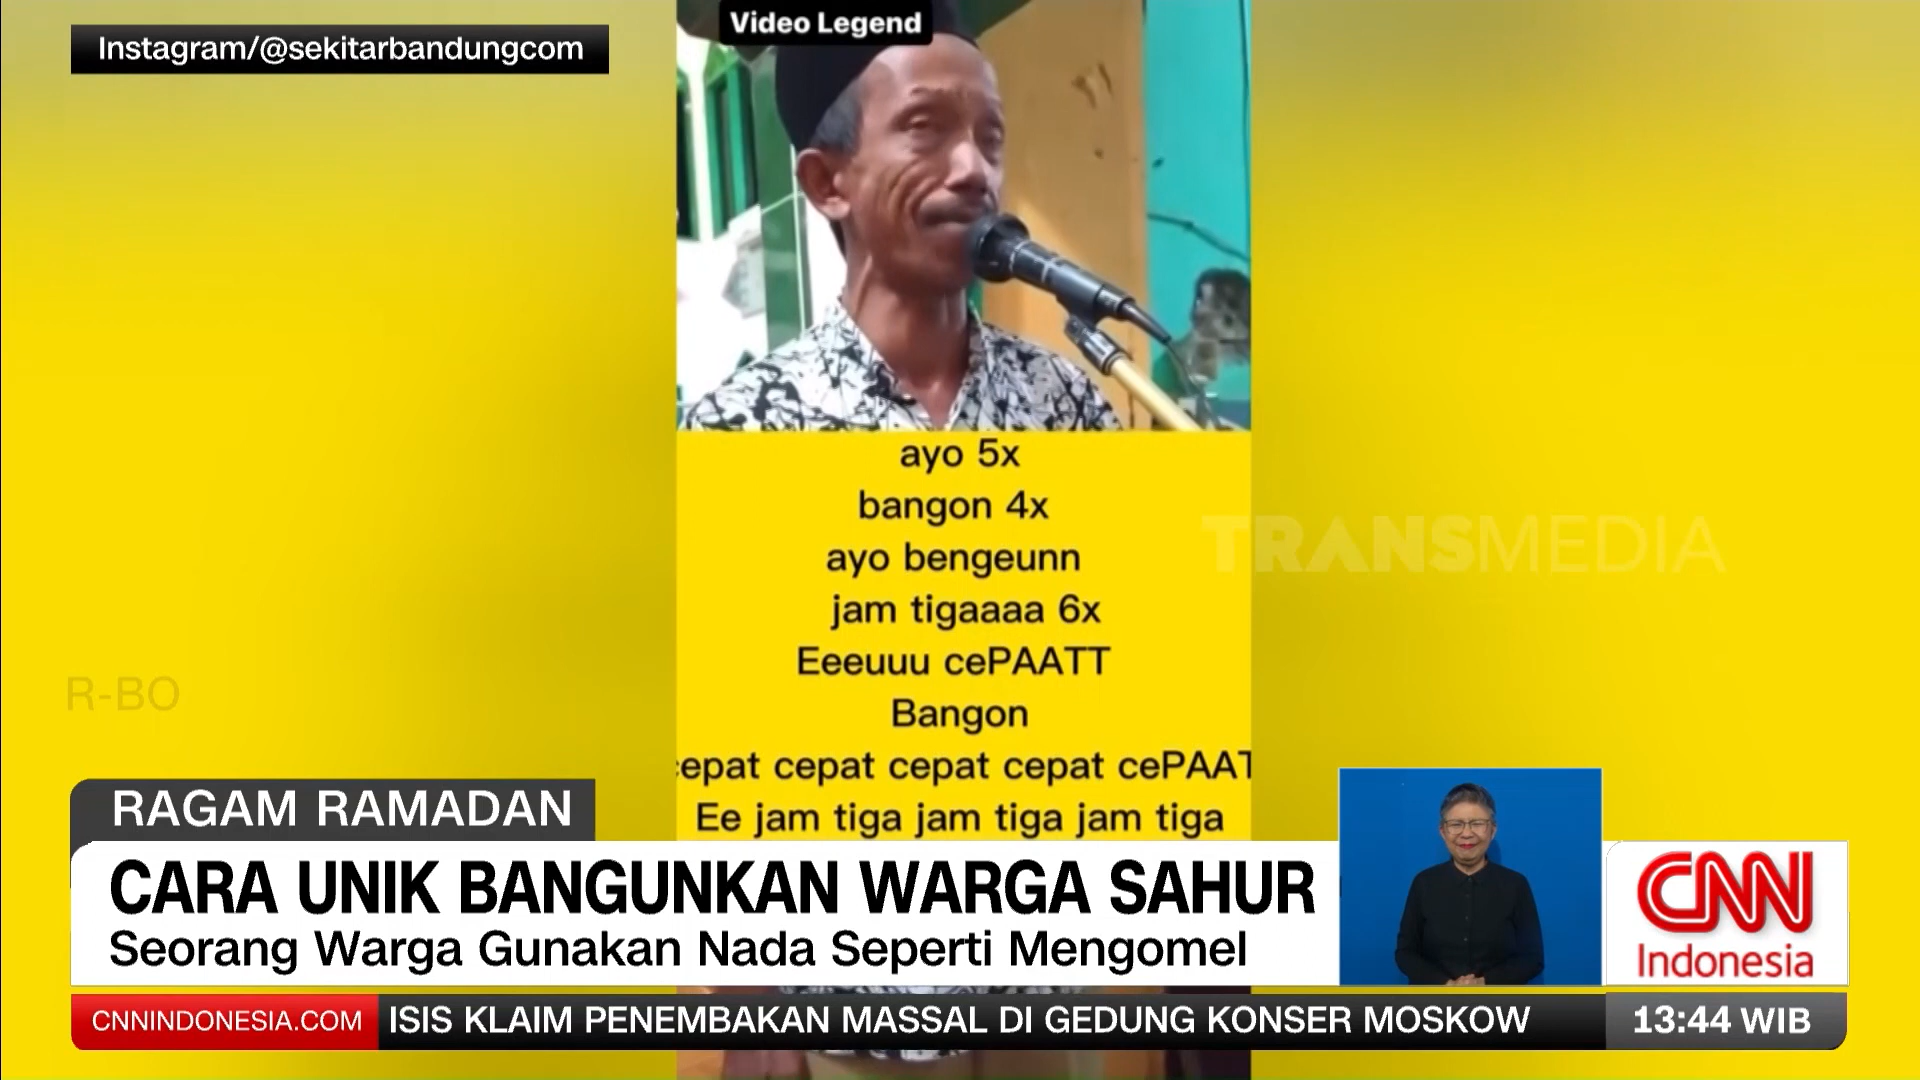 Instagram/@sekitarbandungcom
Video Legend
ayo 5x
bangon 4x
ayo bengeunn
jam tigaaaa 6x
Eeeuuu cePAATT
Bangon
cepat cepat cepat cepat cePAAT
Ee jam tiga jam tiga jam tiga
TRANSMEDIA
R-BO
RAGAM RAMADAN
CARA UNIK BANGUNKAN WARGA SAHUR
Seorang Warga Gunakan Nada Seperti Mengomel
CNN
Indonesia
CNNINDONESIA.COM
ISIS KLAIM PENEMBAKAN MASSAL DI GEDUNG KONSER MOSKOW
13:44 WIB